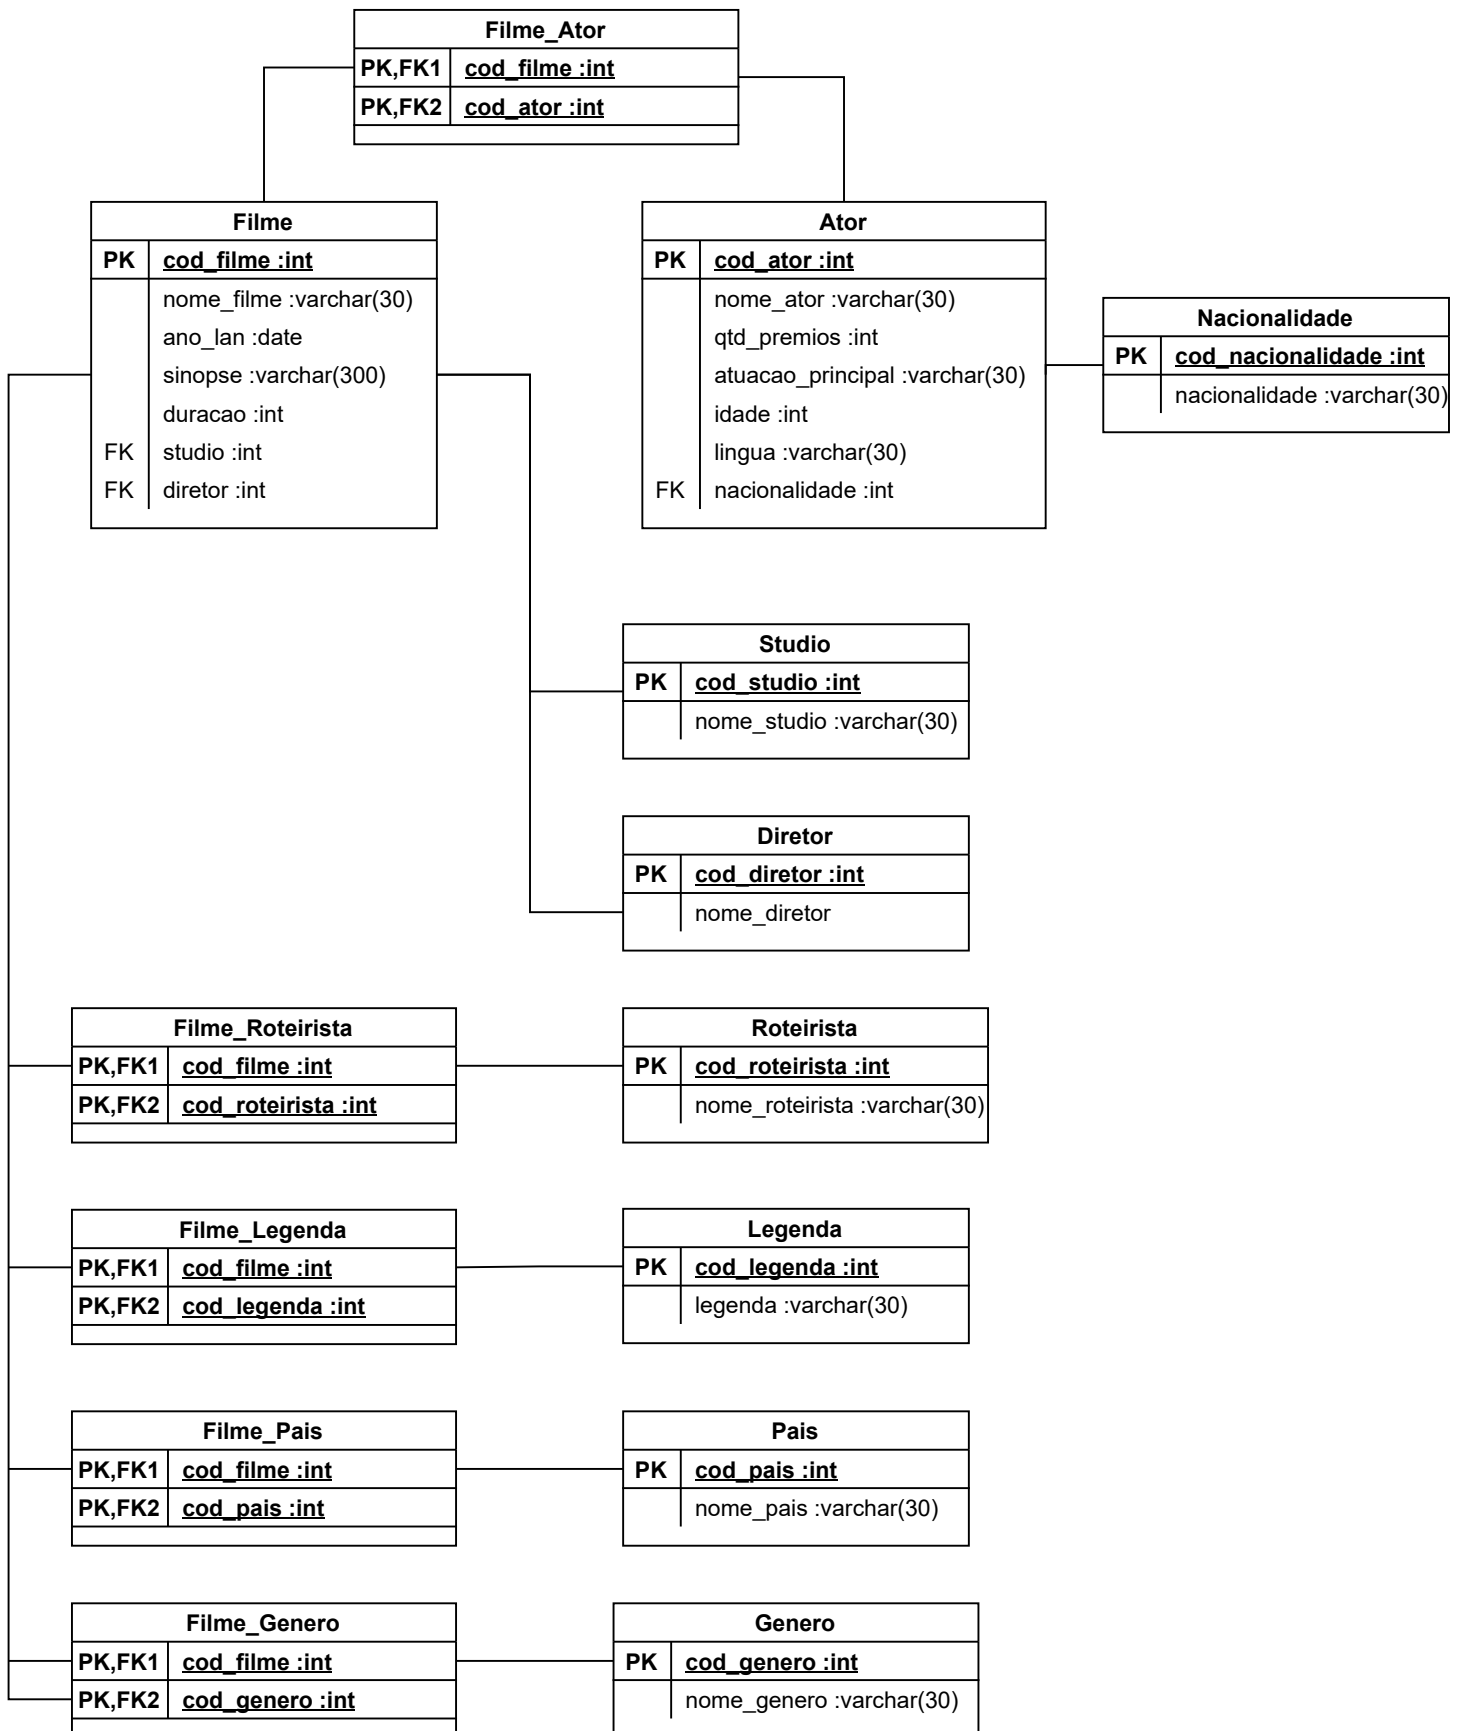 Filme_Ator
PK,FK1 cod_filme :int
PK,FK2 cod_ator :int
Filme
PK cod_filme :int
nome_filme :varchar(30)
ano_lan :date
sinopse :varchar(300)
duracao :int
FK studio :int
FK diretor :int
Ator
PK cod_ator :int
nome_ator :varchar(30)
qtd_premios :int
atuacao_principal :varchar(30)
idade :int
lingua :varchar(30)
FK nacionalidade :int
Nacionalidade
PK cod_nacionalidade :int
nacionalidade :varchar(30)
Studio
PK cod_studio :int
nome_studio :varchar(30)
Diretor
PK cod_diretor :int
nome_diretor
Filme_Roteirista
PK,FK1 cod_filme :int
PK,FK2 cod_roteirista :int
Roteirista
PK cod_roteirista :int
nome_roteirista :varchar(30)
Filme_Legenda
PK,FK1 cod_filme :int
PK,FK2 cod_legenda :int
Legenda
PK cod_legenda :int
legenda :varchar(30)
Filme_Pais
PK,FK1 cod_filme :int
PK,FK2 cod_pais :int
Pais
PK cod_pais :int
nome_pais :varchar(30)
Filme_Genero
PK,FK1 cod_filme :int
PK,FK2 cod_genero :int
Genero
PK cod_genero :int
nome_genero :varchar(30)